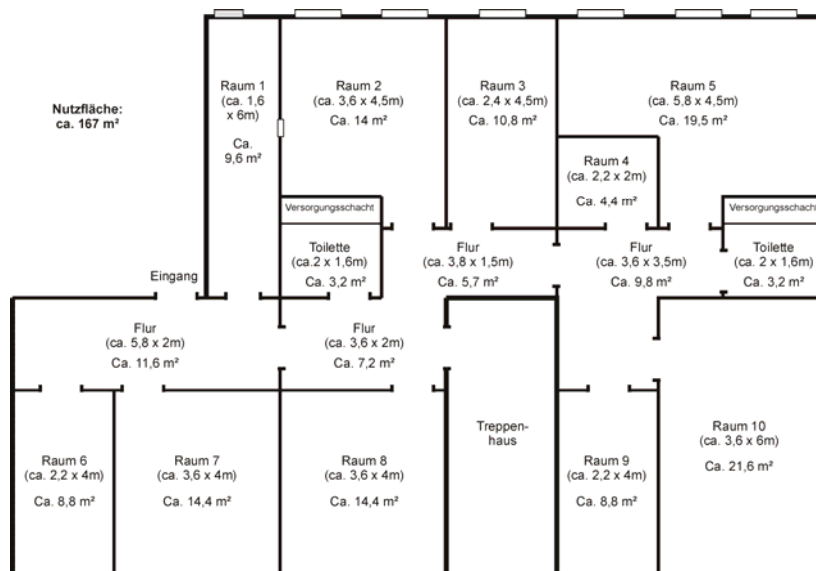 Nutzfläche:
ca. 167 m²
Raum 1
(ca. 1,6
x 6m)
Ca.
9,6 m²
Raum 2
(ca. 3,6 x 4,5m)
Ca. 14 m²
Raum 3
(ca. 2,4 x 4,5m)
Ca. 10,8 m²
Raum 5
(ca. 5,8 x 4,5m)
Ca. 19,5 m²
Raum 4
(ca. 2,2 x 2m)
Ca. 4,4 m²
Versorgungsschacht
Versorgungsschacht
Toilette
(ca.2 x 1,6m)
Ca. 3,2 m²
Flur
(ca. 3,8 x 1,5m)
Ca. 5,7 m²
Flur
(ca. 3,6 x 3,5m)
Ca. 9,8 m²
Toilette
(ca. 2 x 1,6m)
Ca. 3,2 m²
Eingang
Flur
(ca. 5,8 x 2m)
Ca. 11,6 m²
Flur
(ca. 3,6 x 2m)
Ca. 7,2 m²
Treppen-
haus
Raum 6
(ca. 2,2 x 4m)
Ca. 8,8 m²
Raum 7
(ca. 3,6 x 4m)
Ca. 14,4 m²
Raum 8
(ca. 3,6 x 4m)
Ca. 14,4 m²
Raum 9
(ca. 2,2 x 4m)
Ca. 8,8 m²
Raum 10
(ca. 3,6 x 6m)
Ca. 21,6 m²